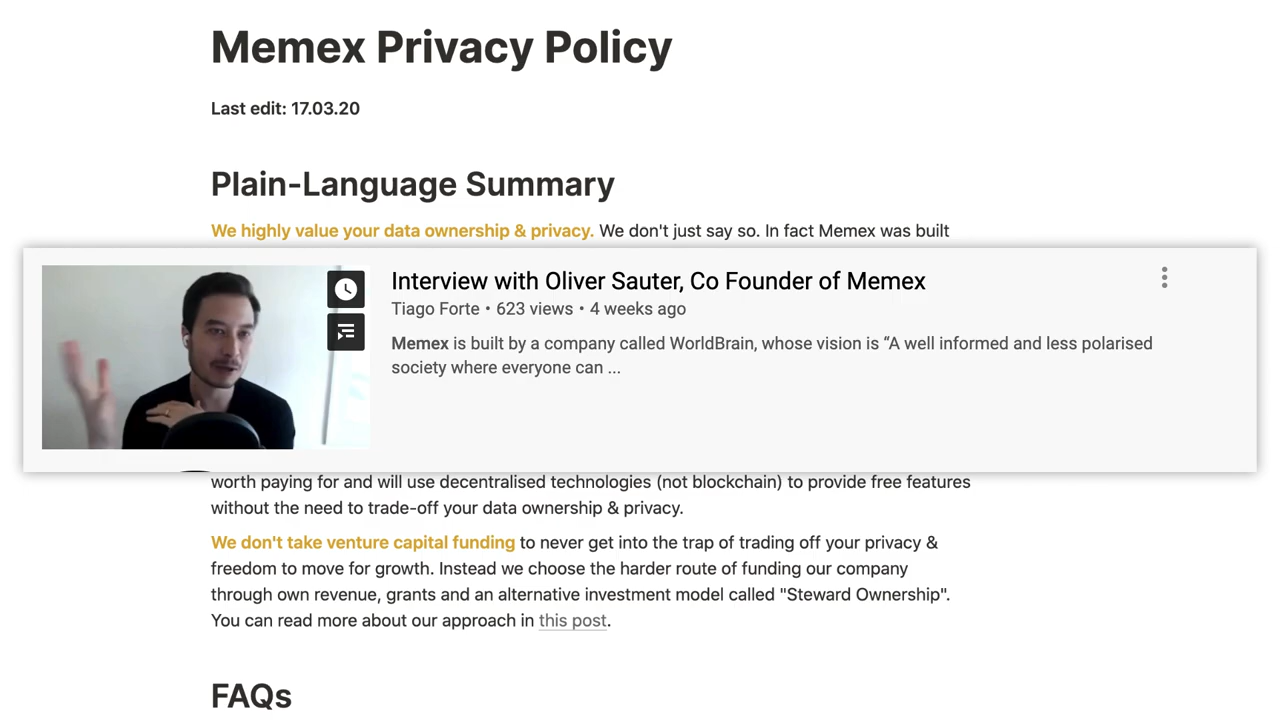 Memex Privacy Policy
Last edit: 17.03.20
Plain-Language Summary
We highly value your data ownership & privacy. We don't just say so. In fact Memex was built
Interview with Oliver Sauter, Co Founder of Memex
Tiago Forte • 623 views • 4 weeks ago
Memex is built by a company called WorldBrain, whose vision is “A well informed and less polarised
society where everyone can ...
worth paying for and will use decentralised technologies (not blockchain) to provide free features
without the need to trade-off your data ownership & privacy.
We don't take venture capital funding to never get into the trap of trading off your privacy &
freedom to move for growth. Instead we choose the harder route of funding our company
through own revenue, grants and an alternative investment model called "Steward Ownership".
You can read more about our approach in this post.
FAQs